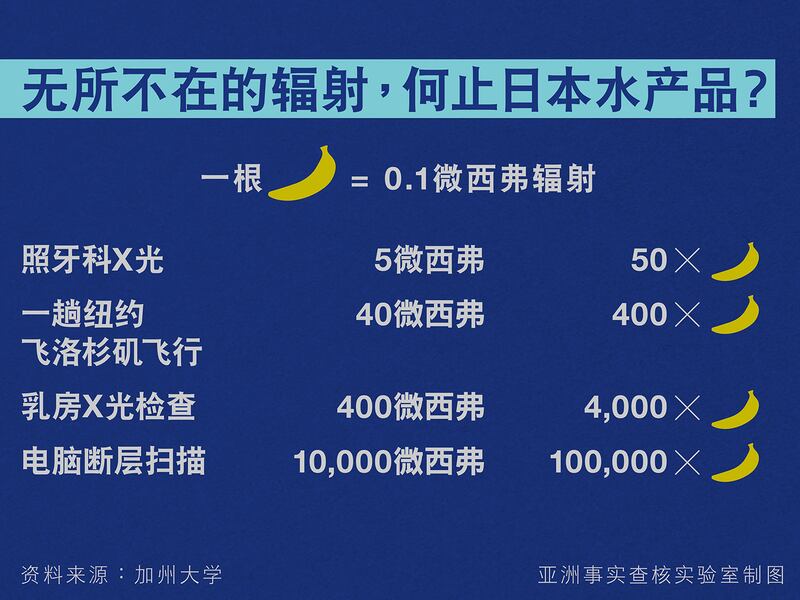 无所不在的辐射，何止日本水产品？
一根 = 0.1微西弗辐射
照牙科X光 5微西弗 50×
一趟纽约 40微西弗 400×
飞洛杉矶飞行
乳房X光检查 400微西弗 4,000×
电脑断层扫描 10,000微西弗 100,000×
资料来源：加州大学 亚洲事实查核实验室制图